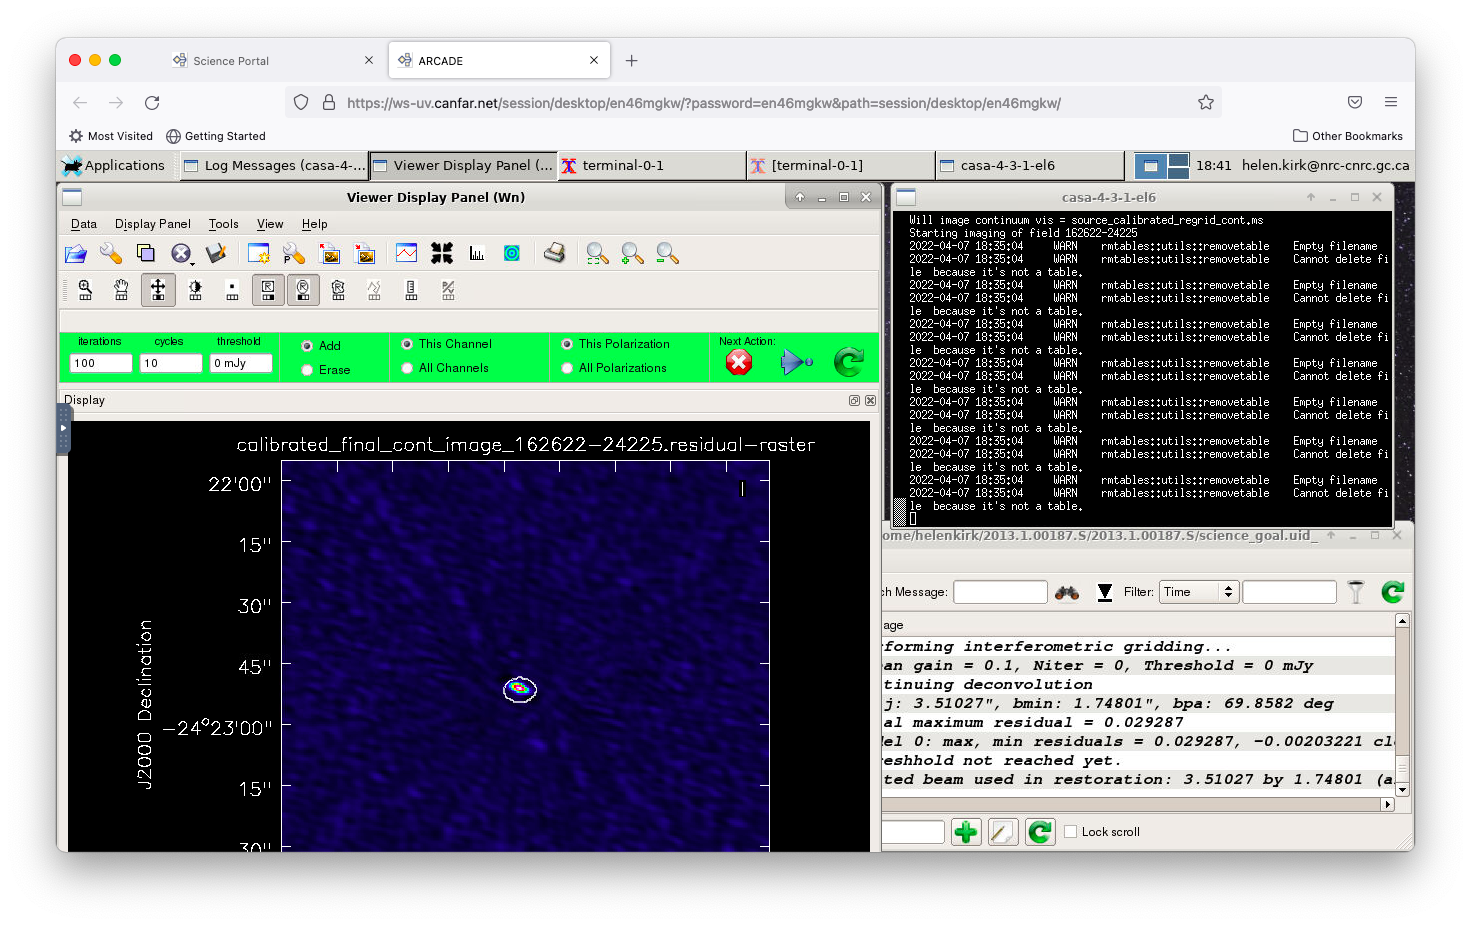 Science Portal
ARCADE
https://ws-uv.canfar.net/session/desktop/en46mgkw/?password=en46mgkw&path=session/desktop/en46mgkw/
Most Visited
Getting Started
Other Bookmarks
Applications
Log Messages (casa-4-...
Viewer Display Panel (...
terminal-0-1
[terminal-0-1]
casa-4-3-1-el6
18:41
helen.kirk@nrc-cnrc.gc.ca
Viewer Display Panel (Wn)
Data Display Panel Tools View Help
iterations cycles threshold
100 10 0 mJy
Add
Erase
This Channel
All Channels
This Polarization
All Polarizations
Next Action:
Display
calibrated_final_cont_image_162622-24225.residual-raster
22'00"
15"
30"
45"
-24°23'00"
15"
30"
J2000 Declination
casa-4-3-1-el6
Will image continuum vis = source_calibrated_regrid_cont.ms
Starting imaging of field 162622-24225
2022-04-07 18:35:04 WARN rmtables::utils::removetable Empty filename
2022-04-07 18:35:04 WARN rmtables::utils::removetable Cannot delete fi
le because it's not a table.
2022-04-07 18:35:04 WARN rmtables::utils::removetable Empty filename
2022-04-07 18:35:04 WARN rmtables::utils::removetable Cannot delete fi
le because it's not a table.
2022-04-07 18:35:04 WARN rmtables::utils::removetable Empty filename
2022-04-07 18:35:04 WARN rmtables::utils::removetable Cannot delete fi
le because it's not a table.
2022-04-07 18:35:04 WARN rmtables::utils::removetable Empty filename
2022-04-07 18:35:04 WARN rmtables::utils::removetable Cannot delete fi
le because it's not a table.
2022-04-07 18:35:04 WARN rmtables::utils::removetable Empty filename
2022-04-07 18:35:04 WARN rmtables::utils::removetable Cannot delete fi
le because it's not a table.
2022-04-07 18:35:04 WARN rmtables::utils::removetable Empty filename
2022-04-07 18:35:04 WARN rmtables::utils::removetable Cannot delete fi
le because it's not a table.
2022-04-07 18:35:04 WARN rmtables::utils::removetable Empty filename
2022-04-07 18:35:04 WARN rmtables::utils::removetable Cannot delete fi
le because it's not a table.
ome/helenkirk/2013.1.00187.S/2013.1.00187.S/science_goal.uid_
ch Message:
Filter: Time
age
forming interferometric gridding...
an gain = 0.1, Niter = 0, Threshold = 0 mJy
tinuing deconvolution
j: 3.51027", bmin: 1.74801", bpa: 69.8582 deg
al maximum residual = 0.029287
del 0: max, min residuals = 0.029287, -0.00203221 cl
reshhold not reached yet.
ted beam used in restoration: 3.51027 by 1.74801 (a
Lock scroll